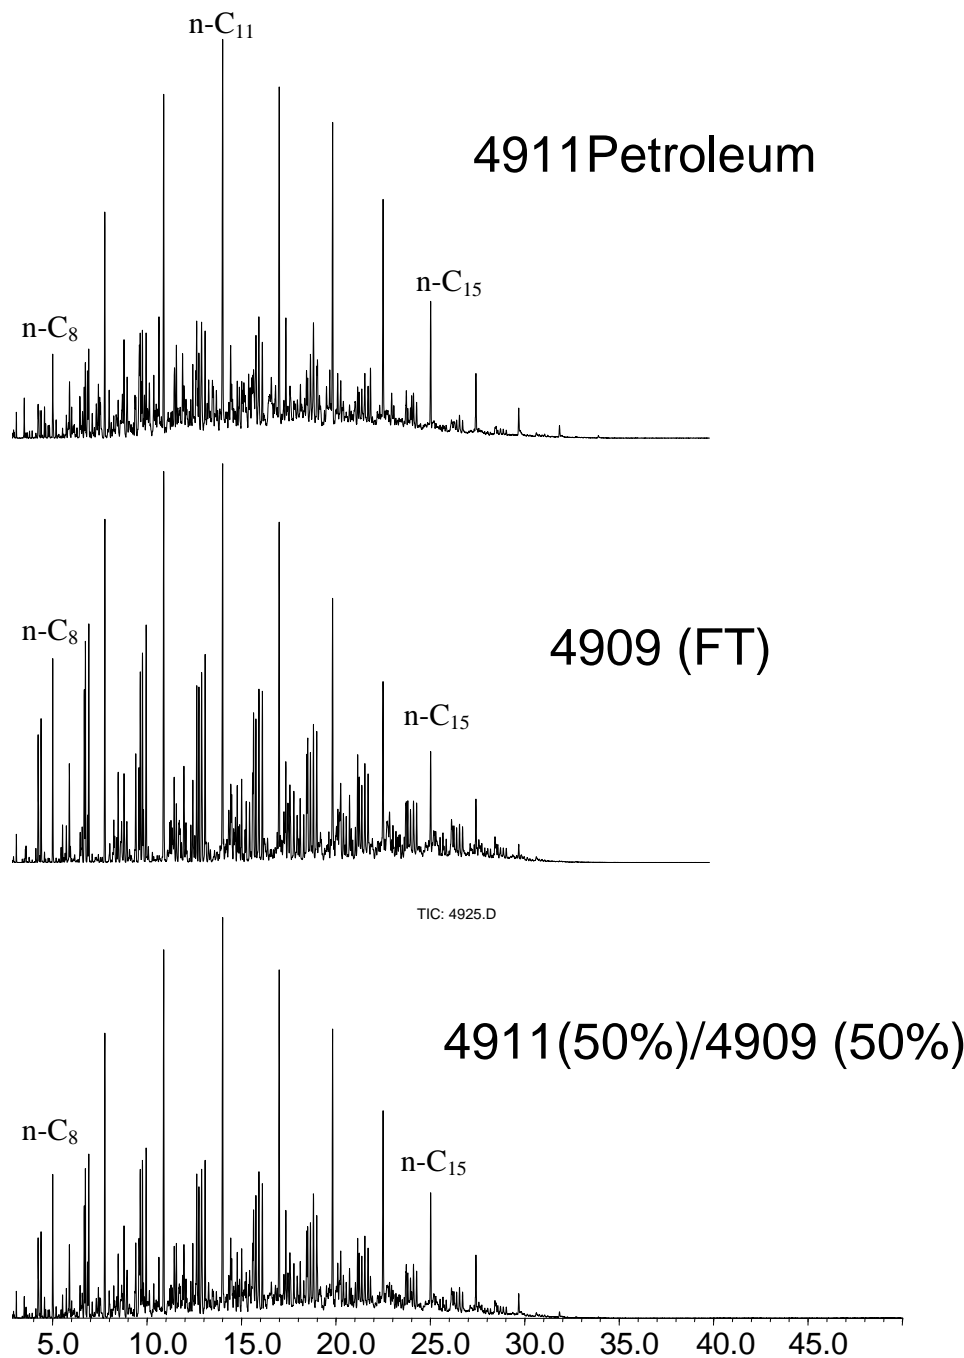 n-C₁₁
4911Petroleum
n-C₁₅
n-C₈
n-C₈
4909 (FT)
n-C₁₅
TIC: 4925.D
4911(50%)/4909 (50%)
n-C₈
n-C₁₅
5.0 10.0 15.0 20.0 25.0 30.0 35.0 40.0 45.0